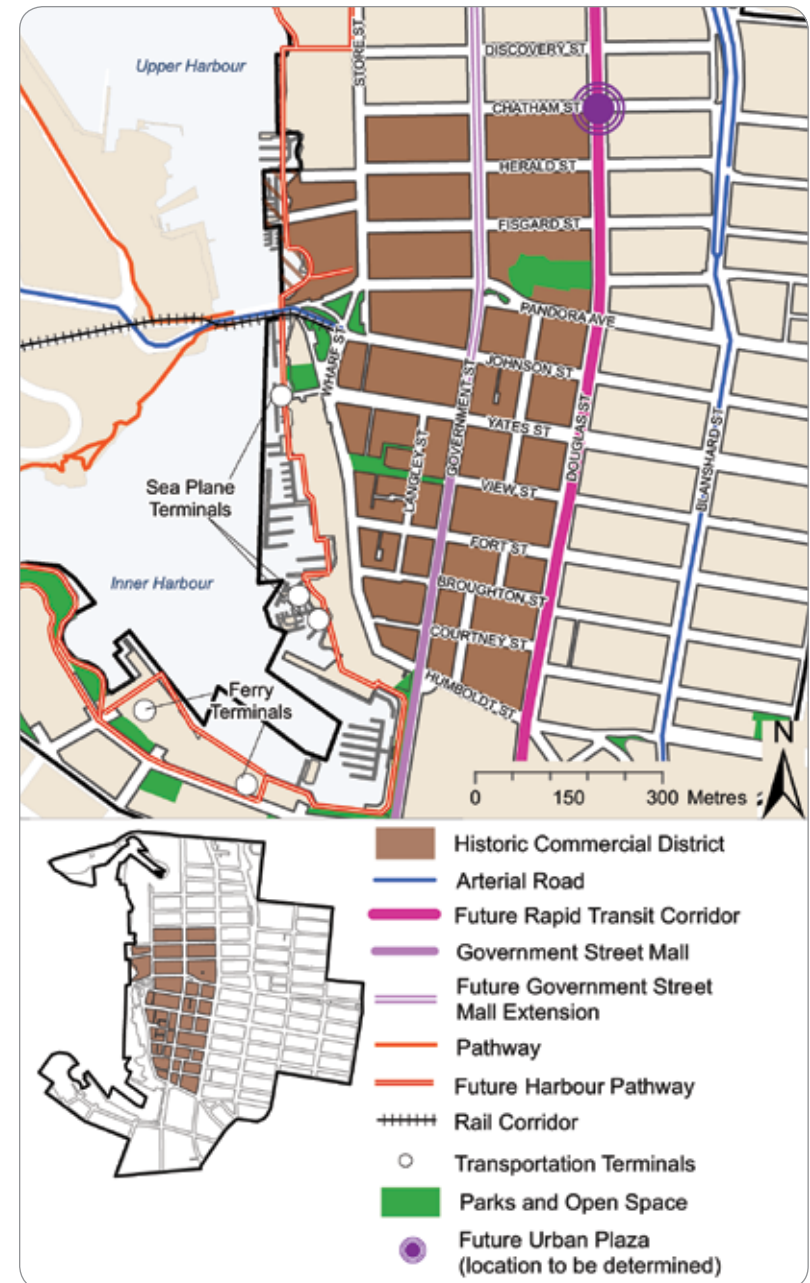 Upper Harbour
STORE ST
DISCOVERY ST
CHATHAM ST
HERALD ST
FISGARD ST
PANDORA AVE
WHARF ST
JOHNSON ST
GOVERNMENT ST
YATES ST
DOUGLAS ST
LANGLEY ST
BLANSHARD ST
Sea Plane
Terminals
VIEW ST
FORT ST
Inner Harbour
BROUGHTON ST
COURTNEY ST
HUMBOLDT ST
Ferry
Terminals
N
0 150 300 Metres
Historic Commercial District
Arterial Road
Future Rapid Transit Corridor
Government Street Mall
Future Government Street
Mall Extension
Pathway
Future Harbour Pathway
Rail Corridor
Transportation Terminals
Parks and Open Space
Future Urban Plaza
(location to be determined)